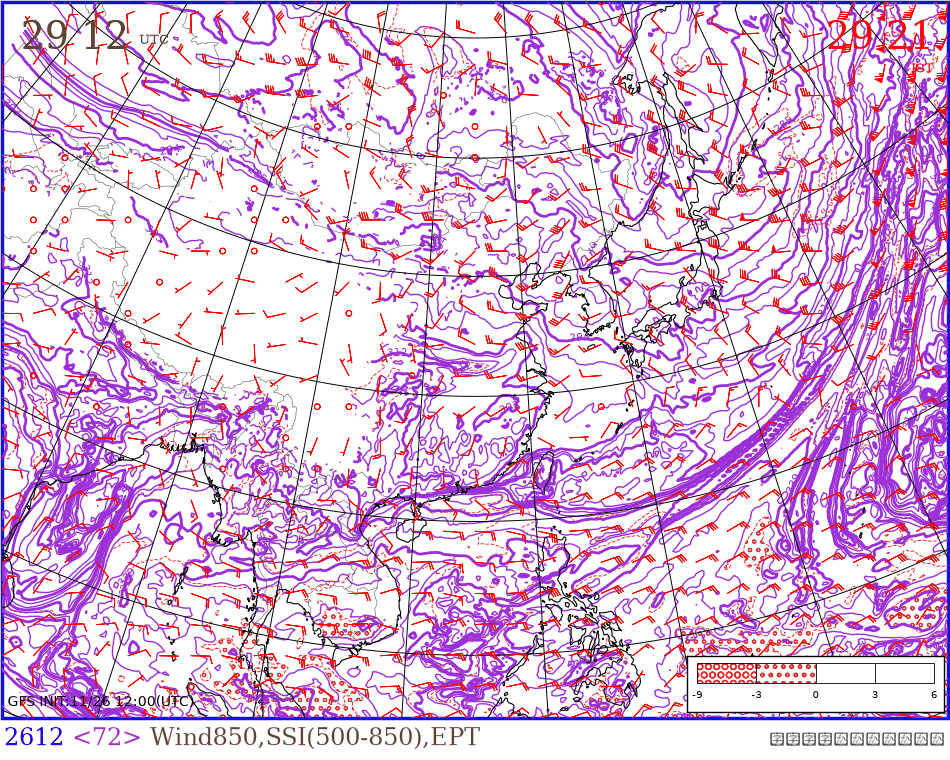 29 12 UTC
29 21
JST
-9 -3 0 3 6
GFS INIT:11/26 12:00(UTC)
2612 <72> Wind850,SSI(500-850),EPT